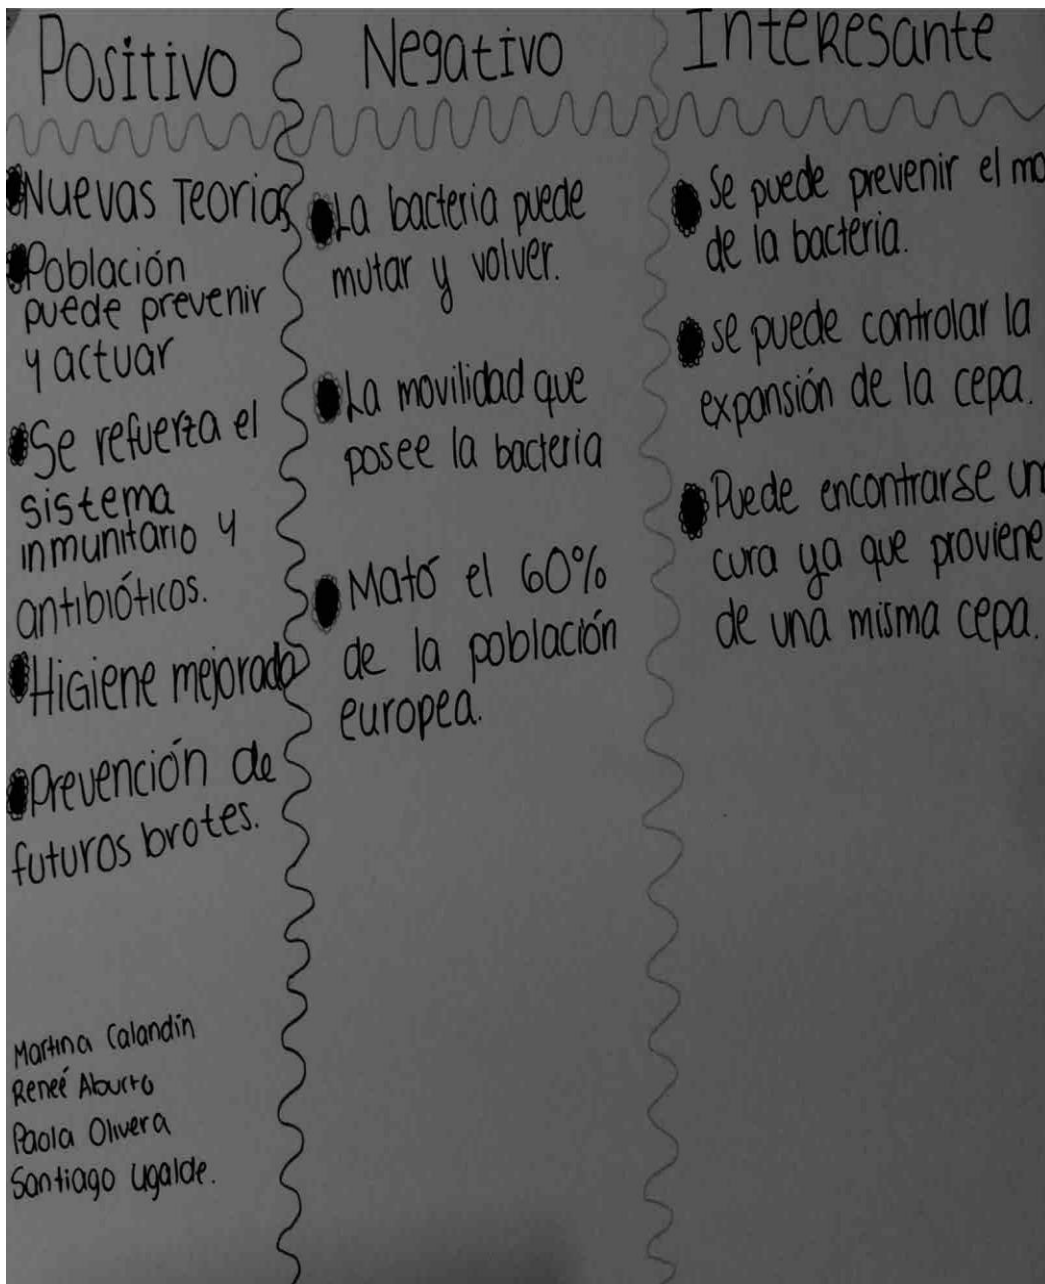 Positivo
Nuevas Teorias
Población
puede prevenir
y actuar
Se refuerza el
sistema
inmunitario y
antibióticos.
Higiene mejorada
Prevención de
futuros brotes.
Martina Calandín
Reneé Aburto
Paola Olivera
Santiago Ugalde.
Negativo
La bacteria puede
mutar y volver.
La movilidad que
posee la bacteria
Mató el 60%
de la población
europea.
Interesante
Se puede prevenir el
de la bacteria.
se puede controlar la
expansión de la cepa.
Puede encontrarse
cura ya que proviene
de una misma cepa.